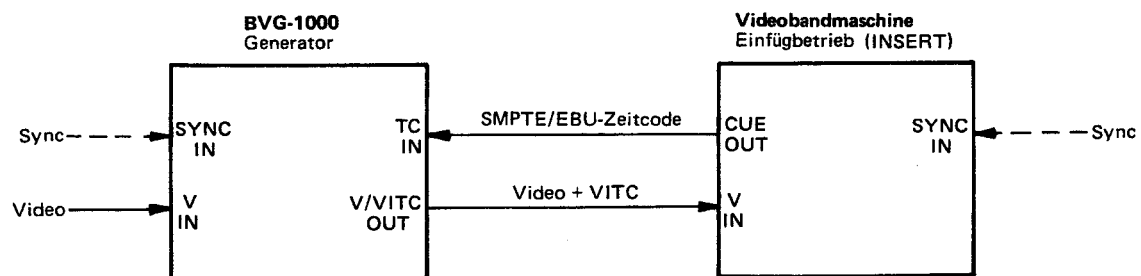 BVG-1000
Generator
Videobandmaschine
Einfügbetrieb (INSERT)
Sync
SYNC
IN
TC
IN
SMPTE/EBU-Zeitcode
CUE
OUT
SYNC
IN
Sync
Video
V
IN
V/VITC
OUT
Video + VITC
V
IN